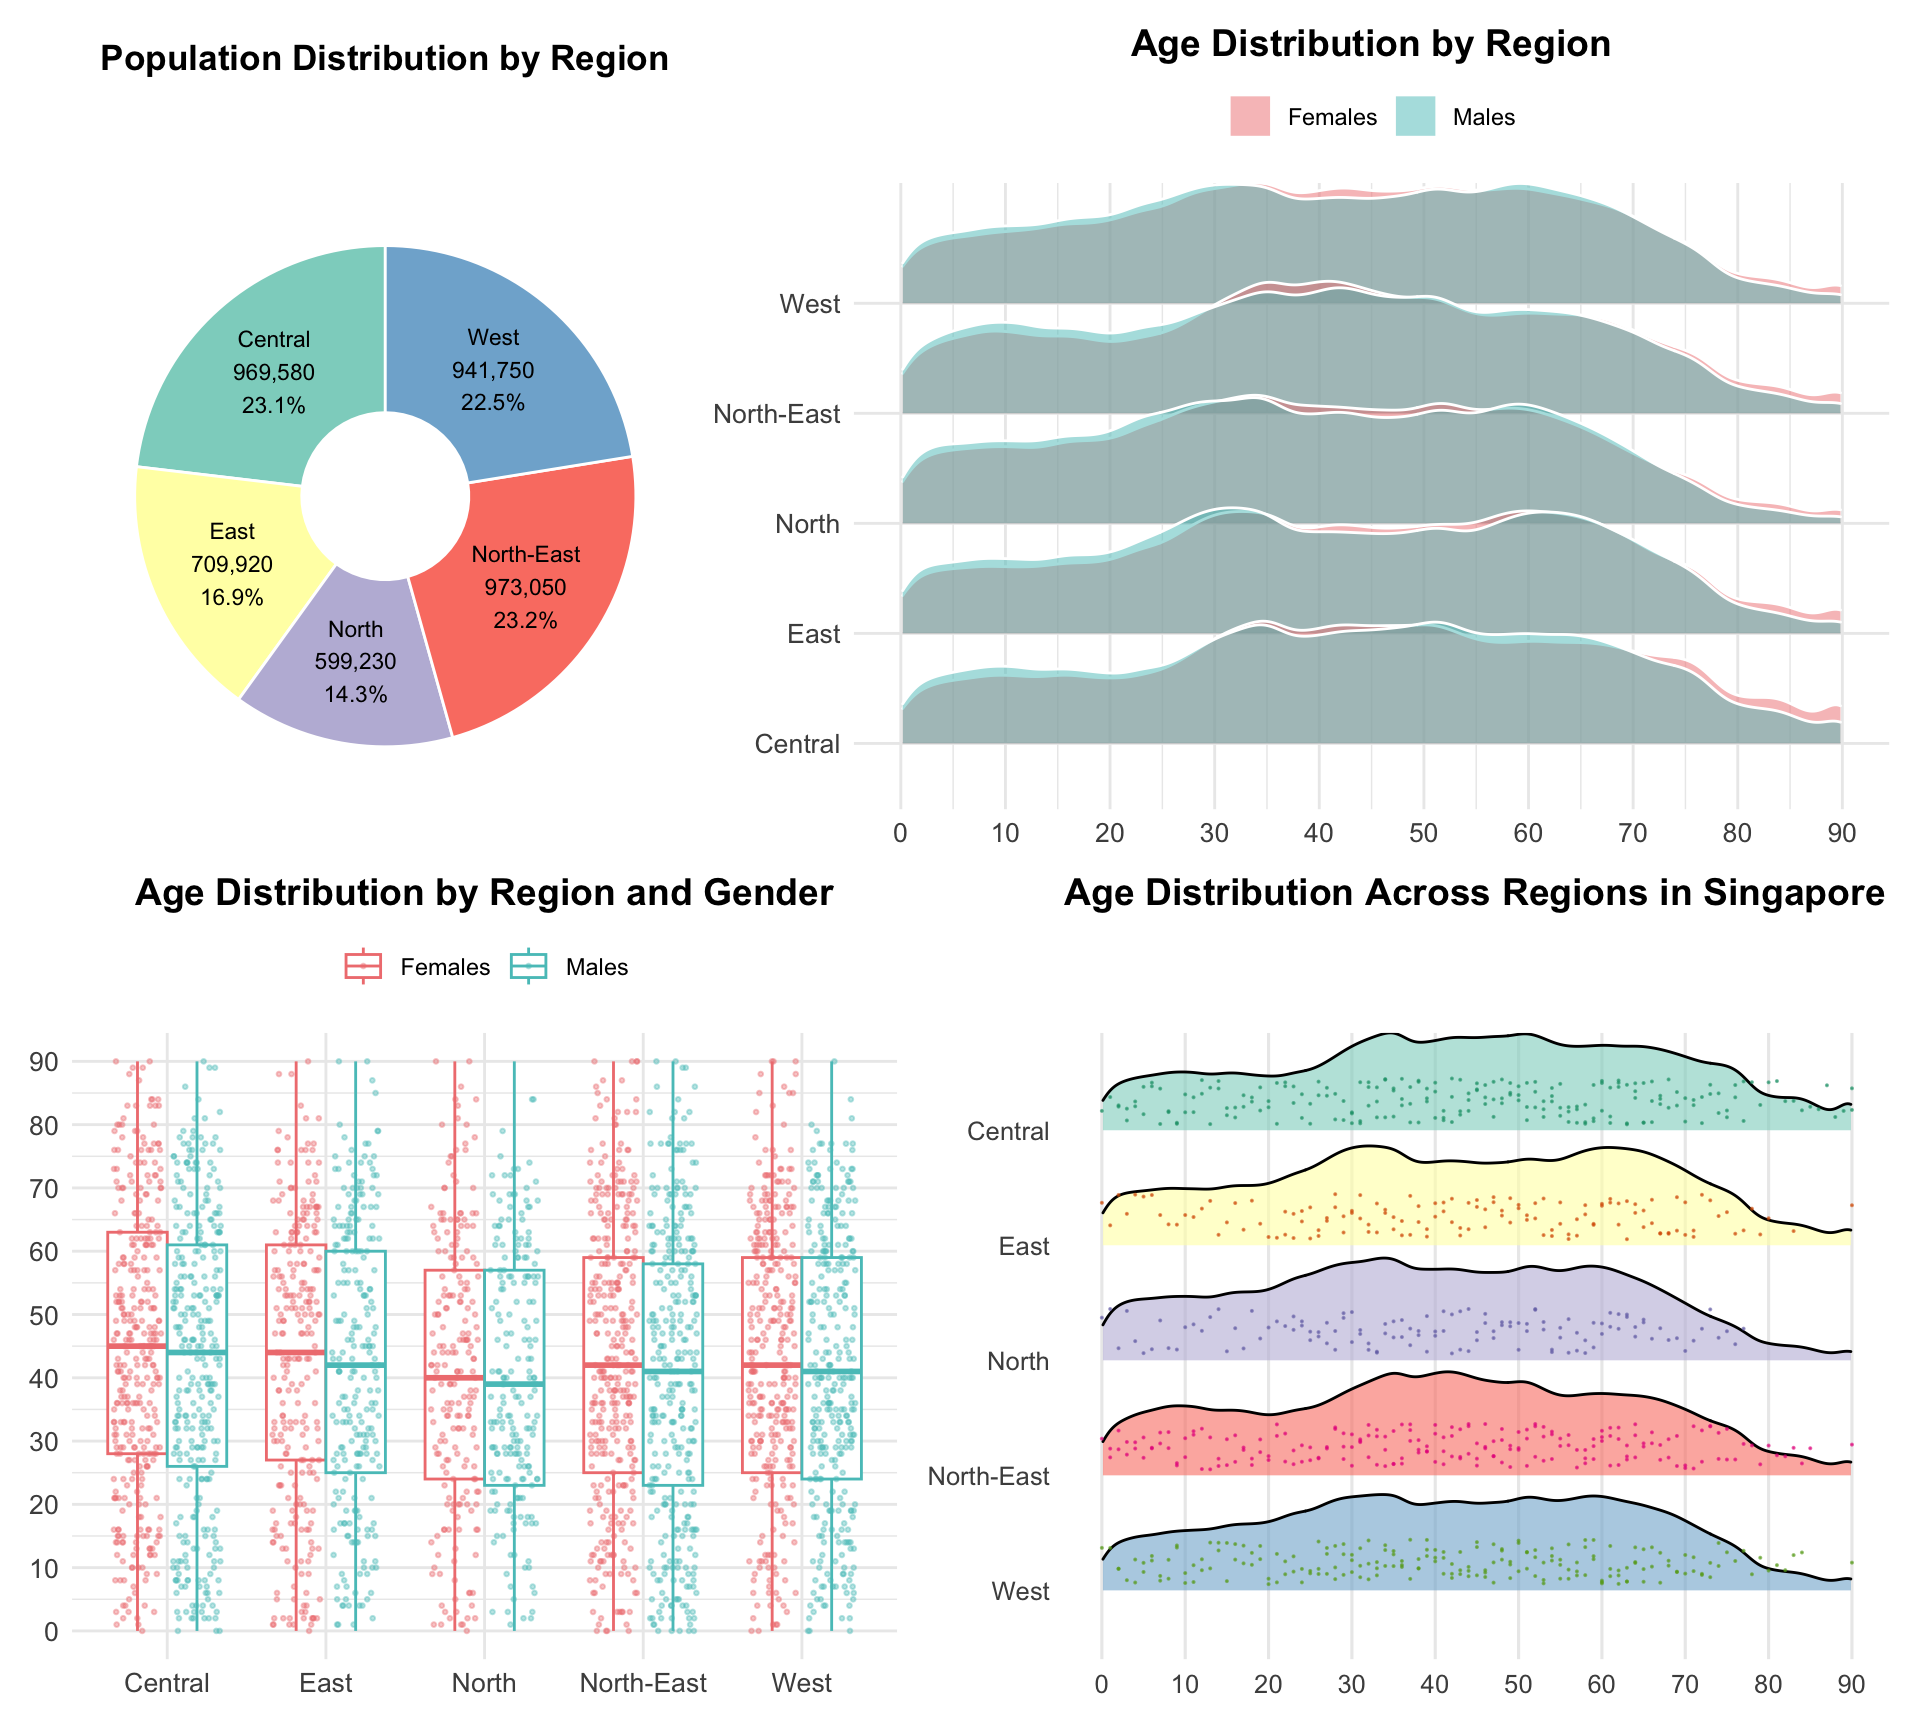 Population Distribution by Region
Central
969,580
23.1%
West
941,750
22.5%
East
709,920
16.9%
North-East
973,050
23.2%
North
599,230
14.3%
Age Distribution by Region
Females Males
West
North-East
North
East
Central
0 10 20 30 40 50 60 70 80 90
Age Distribution by Region and Gender
Females Males
90
80
70
60
50
40
30
20
10
0
Central East North North-East West
Age Distribution Across Regions in Singapore
Central
East
North
North-East
West
0 10 20 30 40 50 60 70 80 90